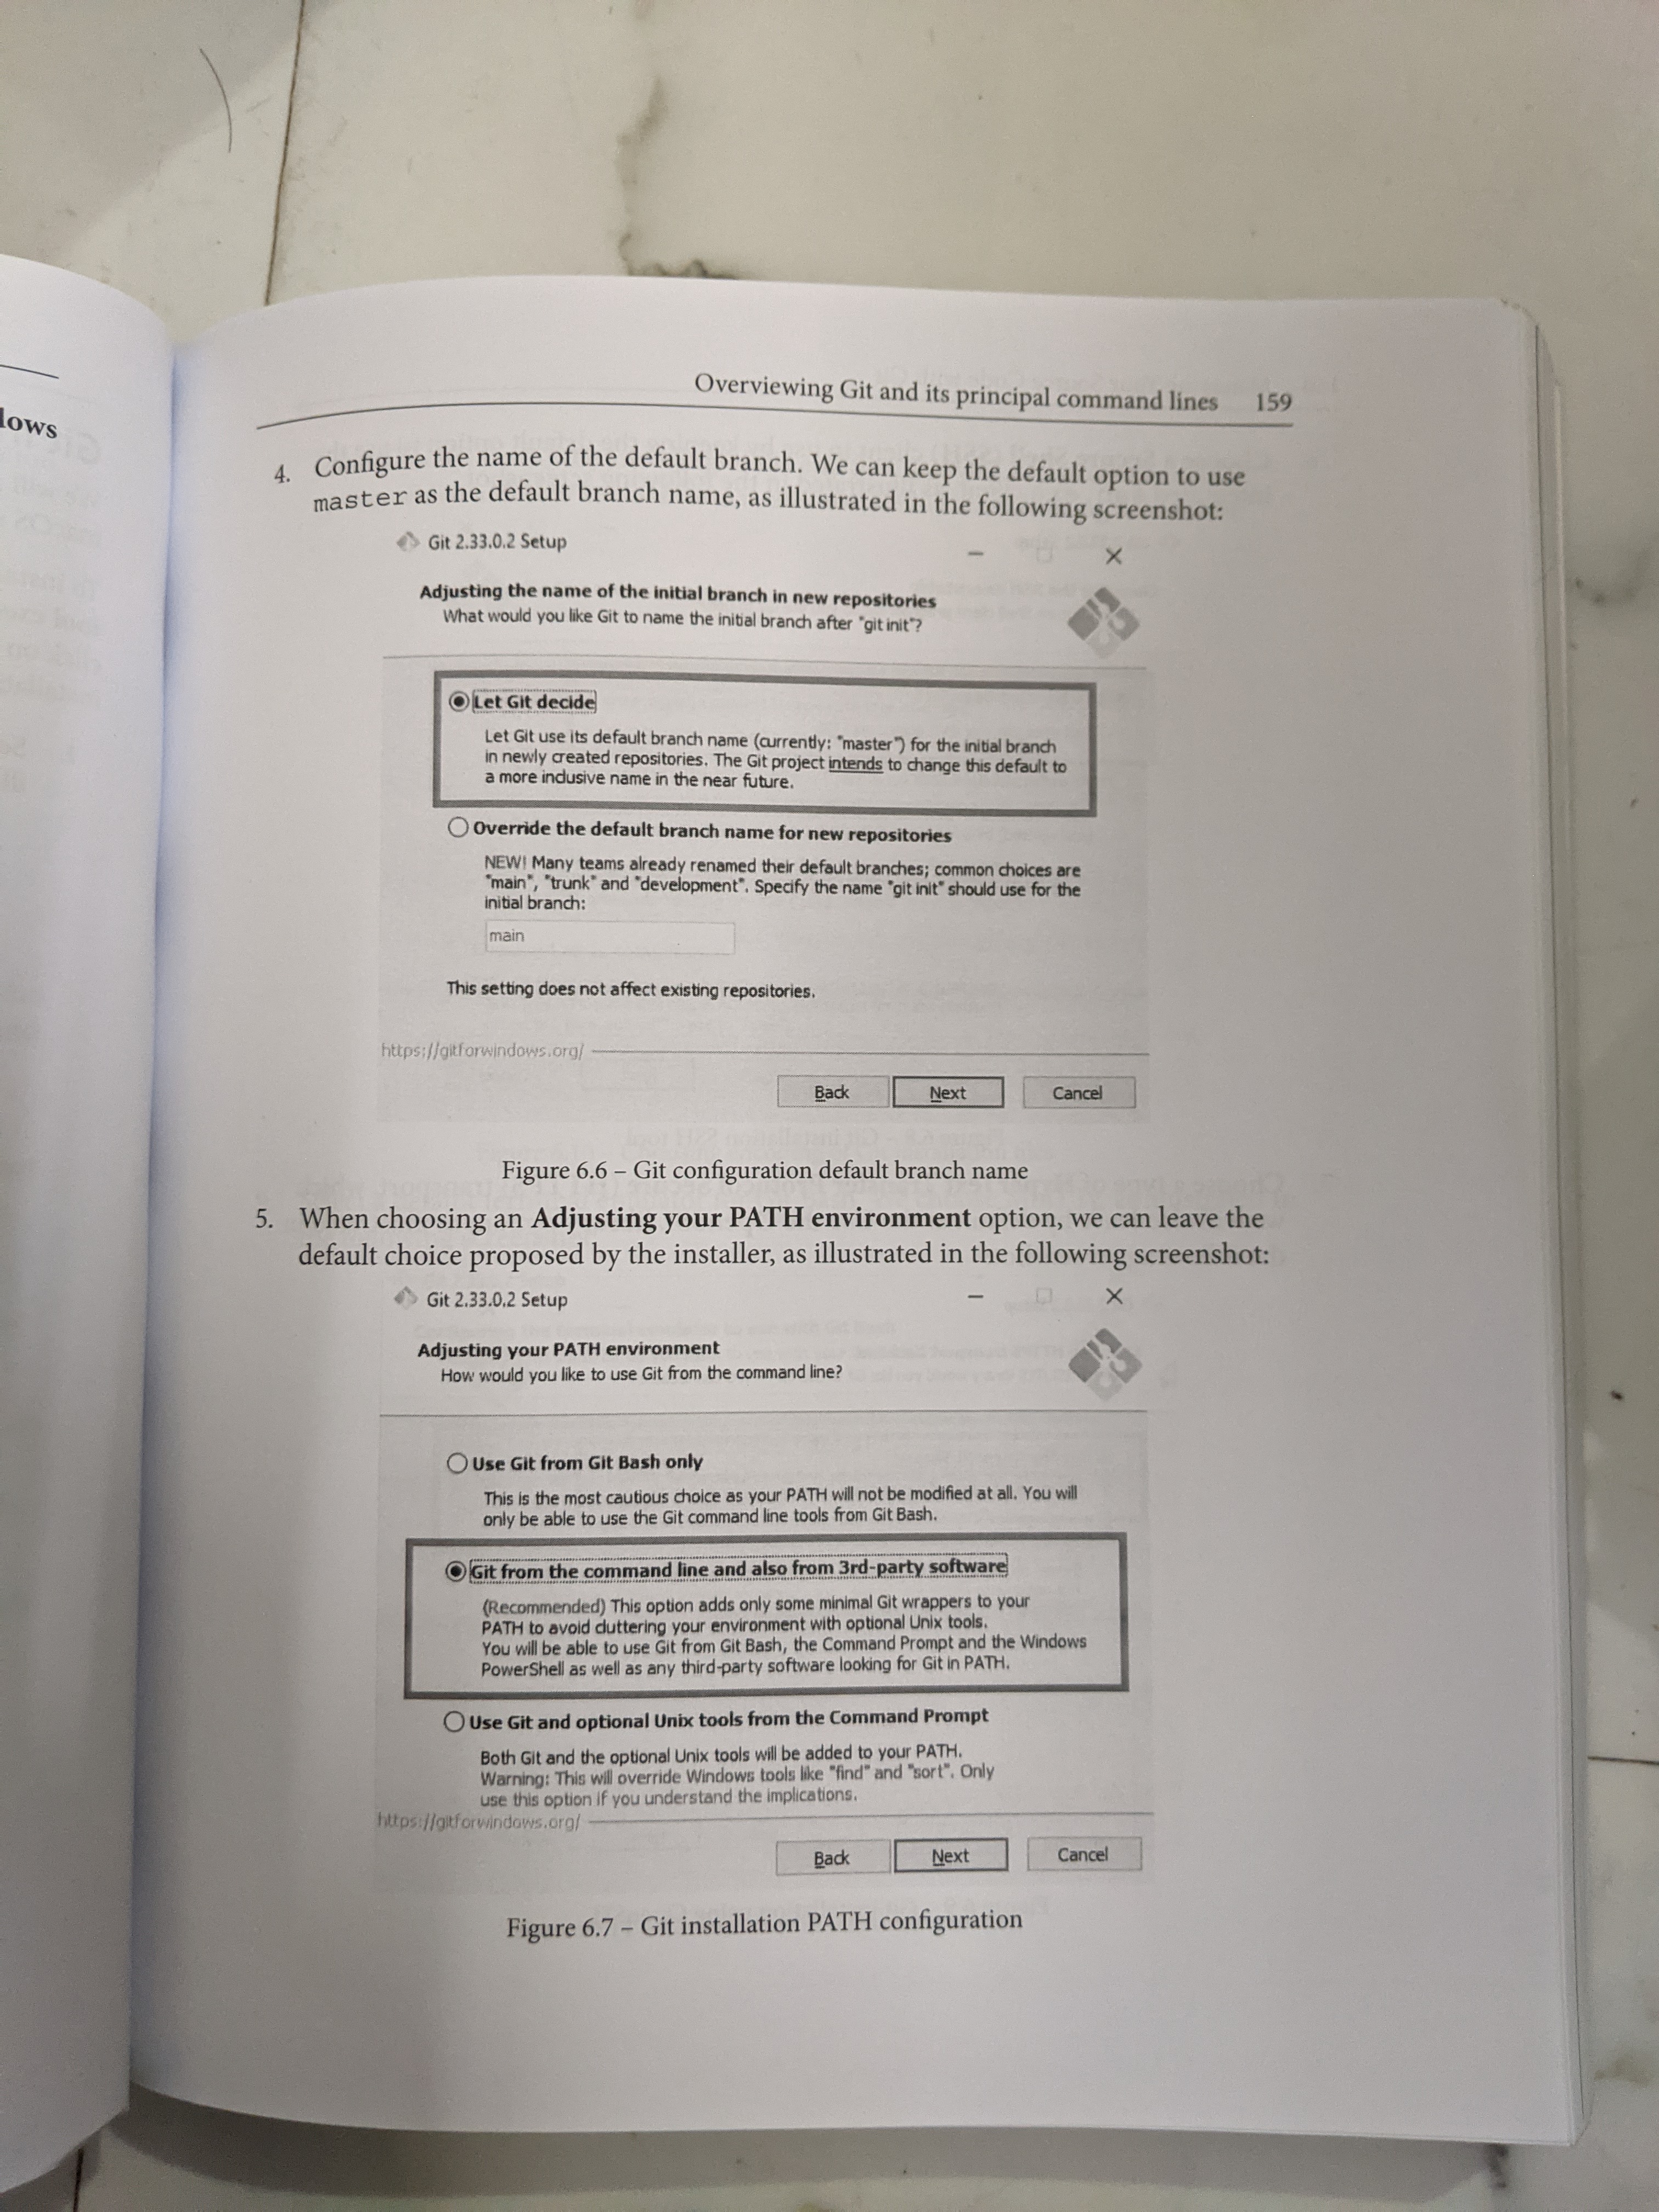 lows
Overviewing Git and its principal command lines 159
4. Configure the name of the default branch. We can keep the default option to use
master as the default branch name, as illustrated in the following screenshot:
Git 2.33.0.2 Setup
Adjusting the name of the initial branch in new repositories
What would you like Git to name the initial branch after "git init"?
Let Git decide
Let Git use its default branch name (currently: "master") for the initial branch
in newly created repositories. The Git project intends to change this default to
a more inclusive name in the near future.
Override the default branch name for new repositories
NEW! Many teams already renamed their default branches; common choices are
"main", "trunk" and "development". Specify the name "git init" should use for the
initial branch:
main
This setting does not affect existing repositories.
https://gitforwindows.org/
Back Next Cancel
Figure 6.6 – Git configuration default branch name
5. When choosing an Adjusting your PATH environment option, we can leave the
default choice proposed by the installer, as illustrated in the following screenshot:
Git 2.33.0.2 Setup
Adjusting your PATH environment
How would you like to use Git from the command line?
Use Git from Git Bash only
This is the most cautious choice as your PATH will not be modified at all. You will
only be able to use the Git command line tools from Git Bash.
Git from the command line and also from 3rd-party software
(Recommended) This option adds only some minimal Git wrappers to your
PATH to avoid cluttering your environment with optional Unix tools.
You will be able to use Git from Git Bash, the Command Prompt and the Windows
PowerShell as well as any third-party software looking for Git in PATH.
Use Git and optional Unix tools from the Command Prompt
Both Git and the optional Unix tools will be added to your PATH.
Warning: This will override Windows tools like "find" and "sort". Only
use this option if you understand the implications.
https://gitforwindows.org/
Back Next Cancel
Figure 6.7 – Git installation PATH configuration